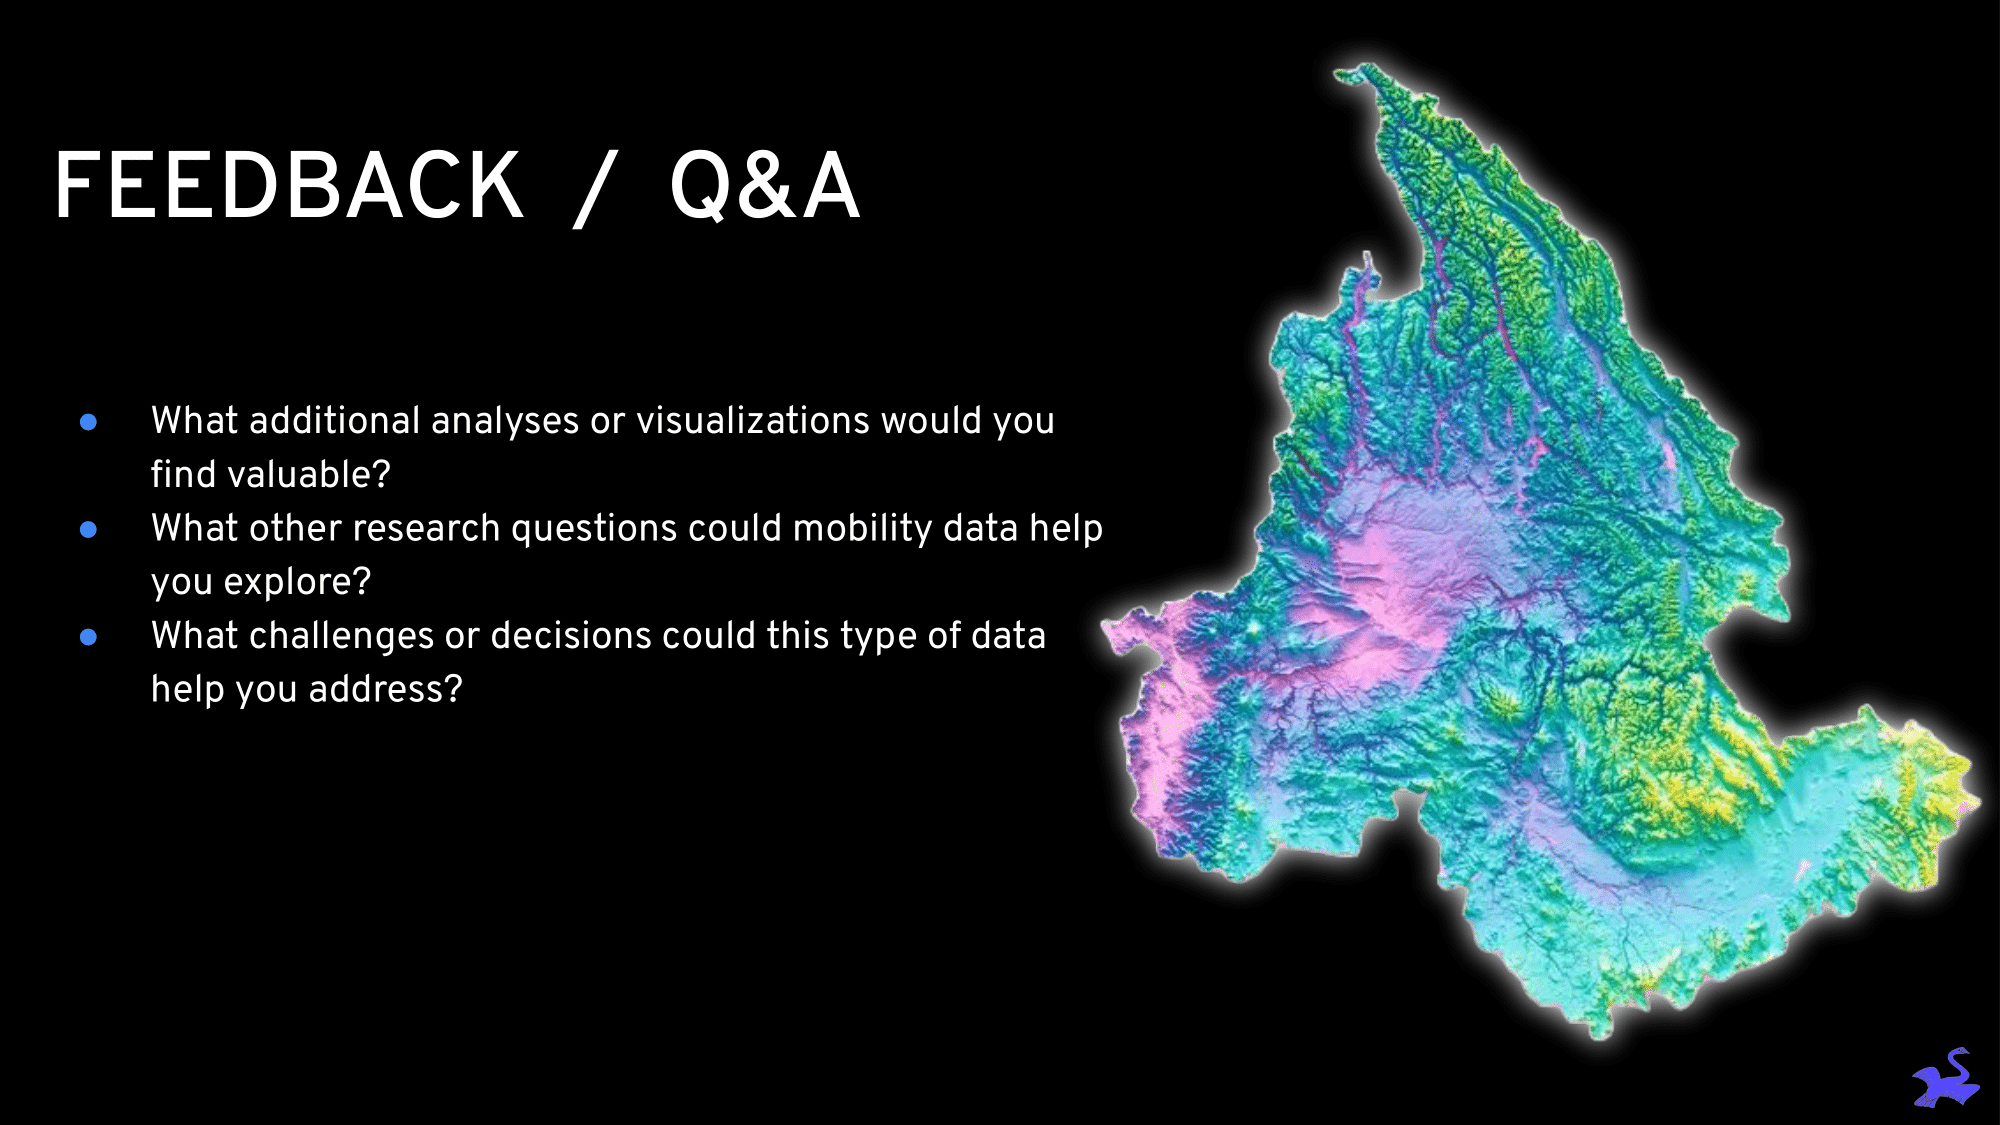 FEEDBACK / Q&A
● What additional analyses or visualizations would you
find valuable?
● What other research questions could mobility data help
you explore?
● What challenges or decisions could this type of data
help you address?